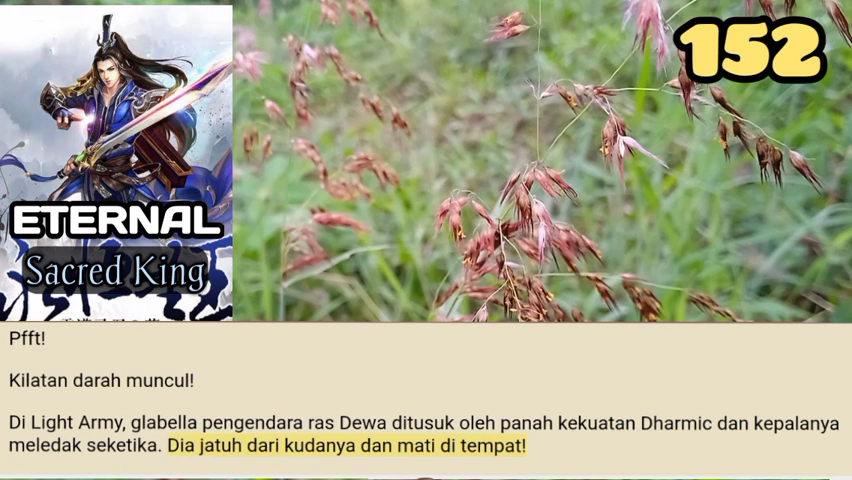 152
ETERNAL
Sacred King
Pfft!
Kilatan darah muncul!
Di Light Army, glabella pengendara ras Dewa ditusuk oleh panah kekuatan Dharmic dan kepalanya
meledak seketika. Dia jatuh dari kudanya dan mati di tempat!